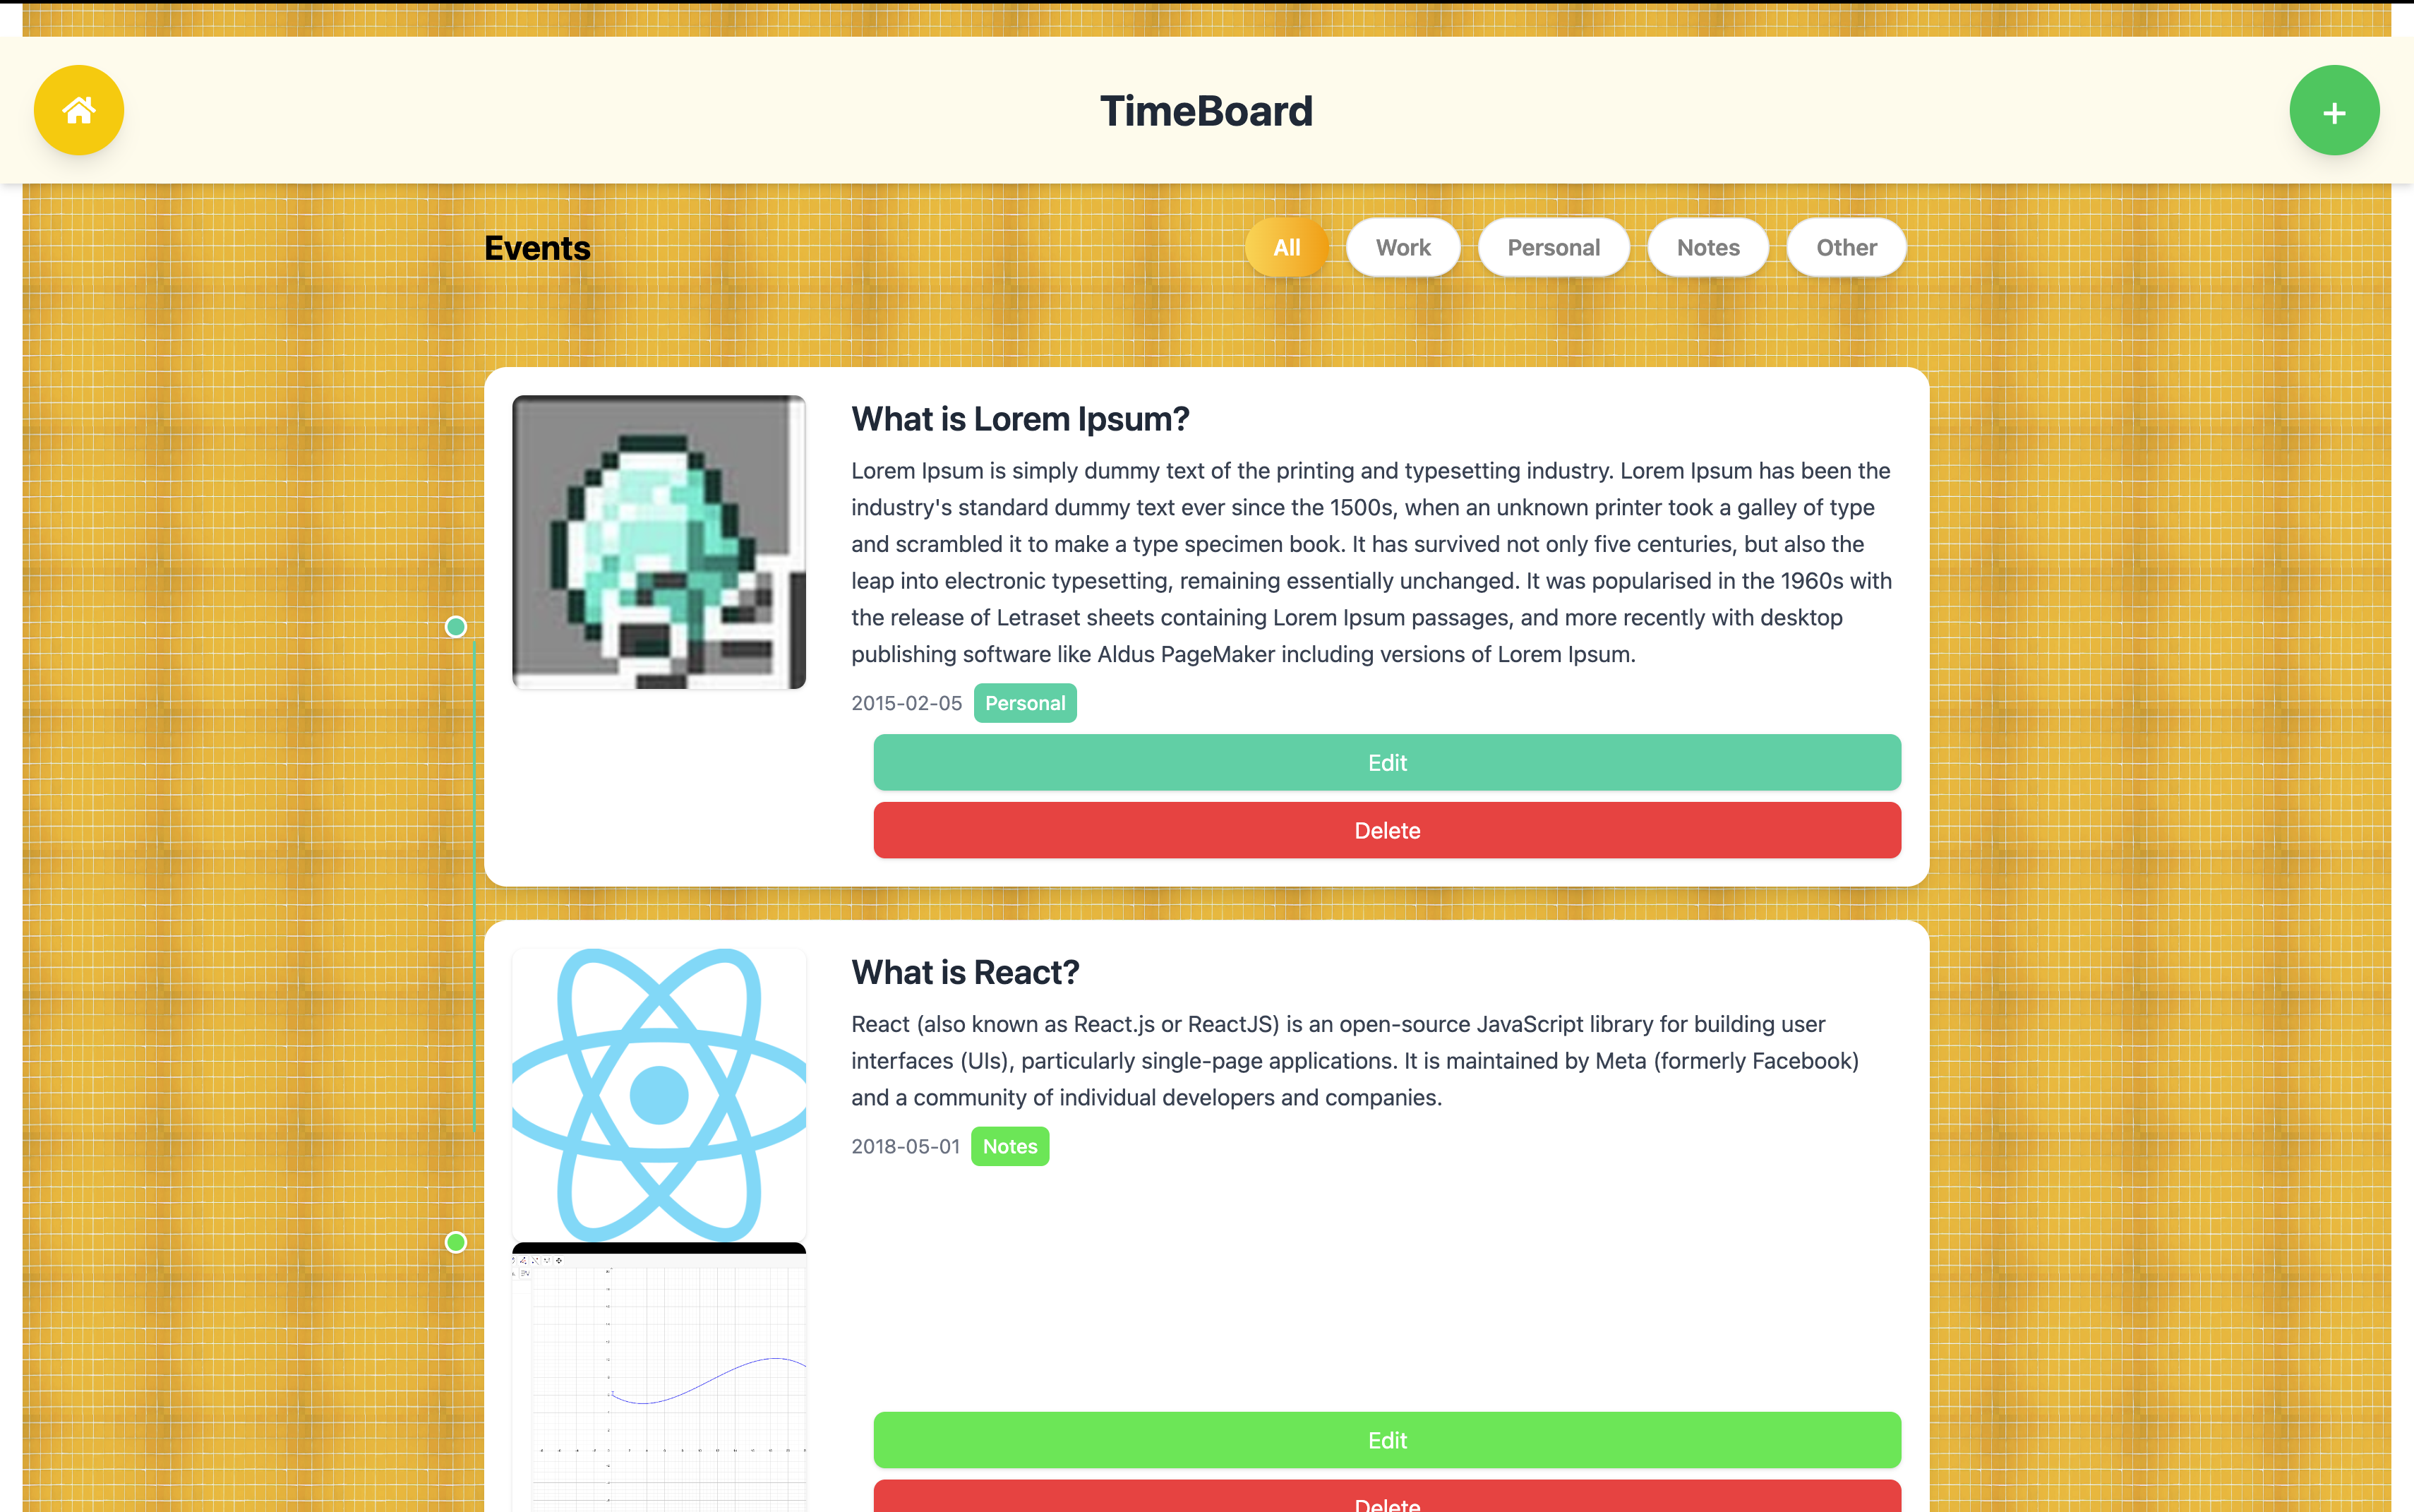 TimeBoard
+
Events
All
Work
Personal
Notes
Other
What is Lorem Ipsum?
Lorem Ipsum is simply dummy text of the printing and typesetting industry. Lorem Ipsum has been the
industry's standard dummy text ever since the 1500s, when an unknown printer took a galley of type
and scrambled it to make a type specimen book. It has survived not only five centuries, but also the
leap into electronic typesetting, remaining essentially unchanged. It was popularised in the 1960s with
the release of Letraset sheets containing Lorem Ipsum passages, and more recently with desktop
publishing software like Aldus PageMaker including versions of Lorem Ipsum.
2015-02-05 Personal
Edit
Delete
What is React?
React (also known as React.js or ReactJS) is an open-source JavaScript library for building user
interfaces (UIs), particularly single-page applications. It is maintained by Meta (formerly Facebook)
and a community of individual developers and companies.
2018-05-01 Notes
Edit
Delete